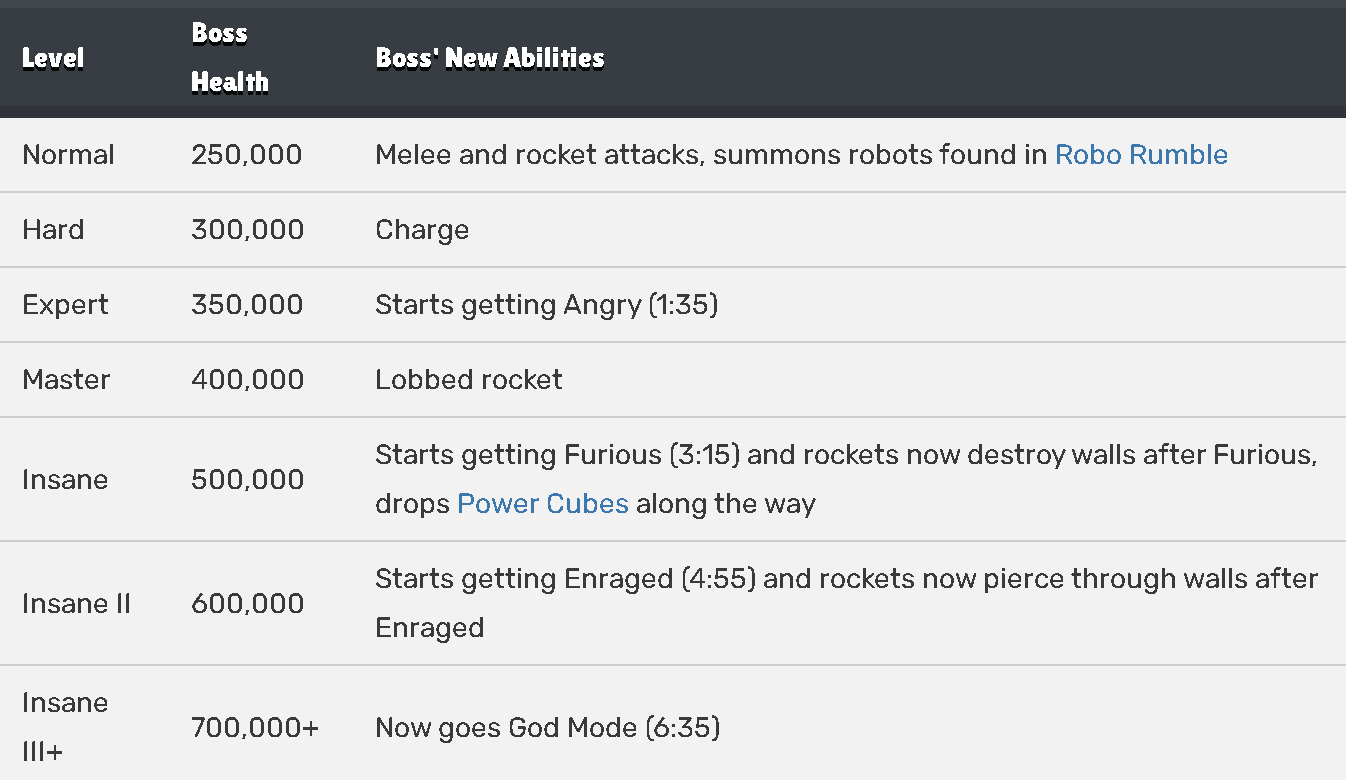 Level Boss Health Boss' New Abilities
Normal 250,000 Melee and rocket attacks, summons robots found in Robo Rumble
Hard 300,000 Charge
Expert 350,000 Starts getting Angry (1:35)
Master 400,000 Lobbed rocket
Insane 500,000 Starts getting Furious (3:15) and rockets now destroy walls after Furious,
drops Power Cubes along the way
Insane II 600,000 Starts getting Enraged (4:55) and rockets now pierce through walls after
Enraged
Insane
III+ 700,000+ Now goes God Mode (6:35)